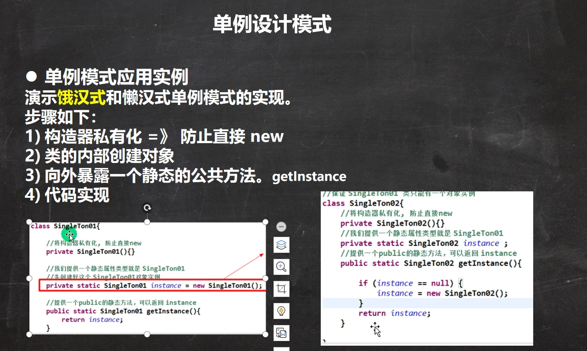 单例设计模式
● 单例模式应用实例
演示饿汉式和懒汉式单例模式的实现。
步骤如下：
1) 构造器私有化 =》 防止直接 new
2) 类的内部创建对象
3) 向外暴露一个静态的公共方法。getInstance
4) 代码实现
class SingleTon01{
//将构造器私有化, 防止直接new
private SingleTon01(){}
//我们提供一个静态属性类型就是 SingleTon01
private static SingleTon01 instance = new SingleTon01();
//提供一个public的静态方法，可以返回 instance
public static SingleTon01 getInstance(){
return instance;
}
//保证 SingleTon01 类只能有一个对象实例
class SingleTon02{
//将构造器私有化, 防止直接new
private SingleTon02(){}
//我们提供一个静态属性类型就是 SingleTon01
private static SingleTon02 instance ;
//提供一个public的静态方法，可以返回 instance
public static SingleTon02 getInstance(){
if (instance == null) {
instance = new SingleTon02();
}
return instance;
}